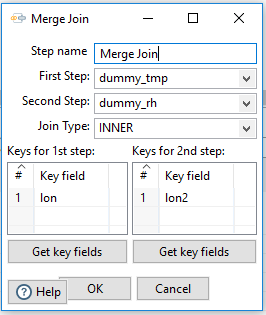 Merge Join
Step name Merge Join
First Step: dummy_tmp
Second Step: dummy_rh
Join Type: INNER
Keys for 1st step: Keys for 2nd step:
# Key field # Key field
1 lon 1 lon2
Get key fields Get key fields
? Help OK Cancel